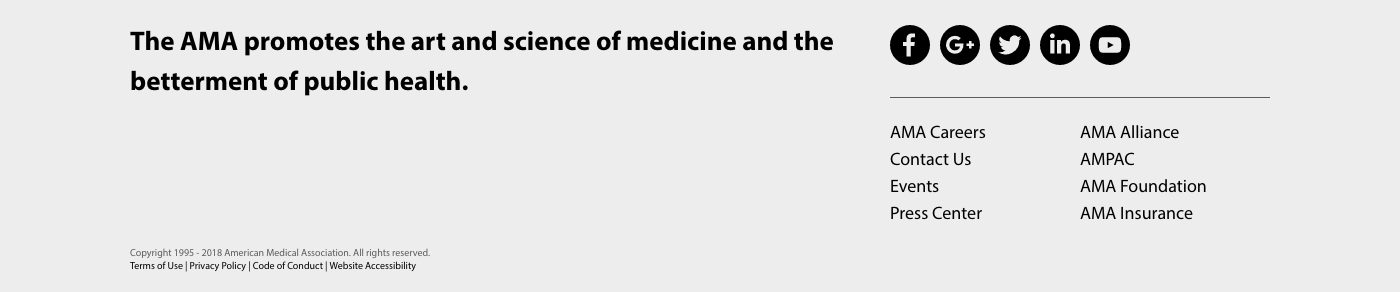 The AMA promotes the art and science of medicine and the
betterment of public health.
AMA Careers
Contact Us
Events
Press Center
AMA Alliance
AMPAC
AMA Foundation
AMA Insurance
Copyright 1995 - 2018 American Medical Association. All rights reserved.
Terms of Use | Privacy Policy | Code of Conduct | Website Accessibility